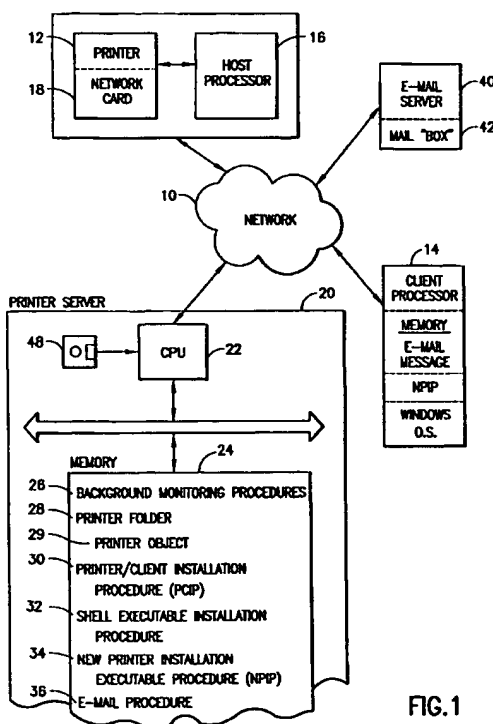 12
PRINTER
18
NETWORK
CARD
16
HOST
PROCESSOR
40
E-MAIL
SERVER
42
MAIL "BOX"
10
NETWORK
14
CLIENT
PROCESSOR
MEMORY
E-MAIL
MESSAGE
NPIP
WINDOWS
O.S.
PRINTER SERVER
20
48
CPU
22
24
MEMORY
26
BACKGROUND MONITORING PROCEDURES
28
PRINTER FOLDER
29
PRINTER OBJECT
30
PRINTER/CLIENT INSTALLATION
PROCEDURE (PCIP)
32
SHELL EXECUTABLE INSTALLATION
PROCEDURE
34
NEW PRINTER INSTALLATION
EXECUTABLE PROCEDURE (NPIP)
36
E-MAIL PROCEDURE
FIG.1